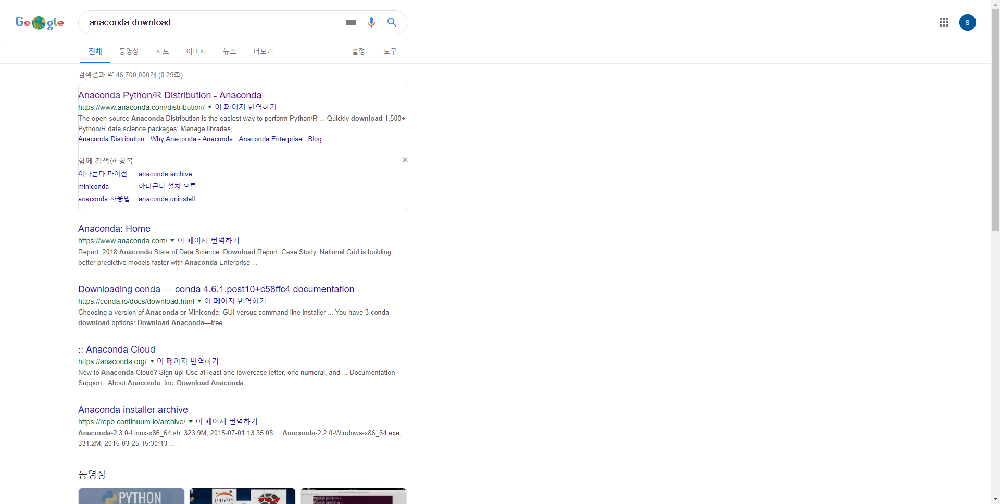 Google
anaconda download
S
전체 동영상 지도 이미지 뉴스 더보기 설정 도구
검색결과 약 46,700,000개 (0.29초)
Anaconda Python/R Distribution - Anaconda
https://www.anaconda.com/distribution/ 이 페이지 번역하기
The open-source Anaconda Distribution is the easiest way to perform Python/R ... Quickly download 1,500+
Python/R data science packages; Manage libraries, ...
Anaconda Distribution · Why Anaconda - Anaconda · Anaconda Enterprise · Blog
함께 검색한 항목
아나콘다 파이썬 anaconda archive
miniconda 아나콘다 설치 오류
anaconda 사용법 anaconda uninstall
Anaconda: Home
https://www.anaconda.com/ 이 페이지 번역하기
Report: 2018 Anaconda State of Data Science. Download Report. Case Study. National Grid is building
better predictive models faster with Anaconda Enterprise ...
Downloading conda — conda 4.6.1.post10+c58ffc4 documentation
https://conda.io/docs/download.html 이 페이지 번역하기
Choosing a version of Anaconda or Miniconda; GUI versus command line installer ... You have 3 conda
download options: Download Anaconda—free.
:: Anaconda Cloud
https://anaconda.org/ 이 페이지 번역하기
New to Anaconda Cloud? Sign up! Use at least one lowercase letter, one numeral, and ... Documentation ·
Support · About Anaconda, Inc. Download Anaconda ...
Anaconda installer archive
https://repo.continuum.io/archive/ 이 페이지 번역하기
Anaconda-2.3.0-Linux-x86_64.sh, 323.9M, 2015-07-01 13:35:08 ... Anaconda-2.2.0-Windows-x86_64.exe,
331.2M, 2015-03-25 15:30:13 ...
동영상
PYTHON
jupyter